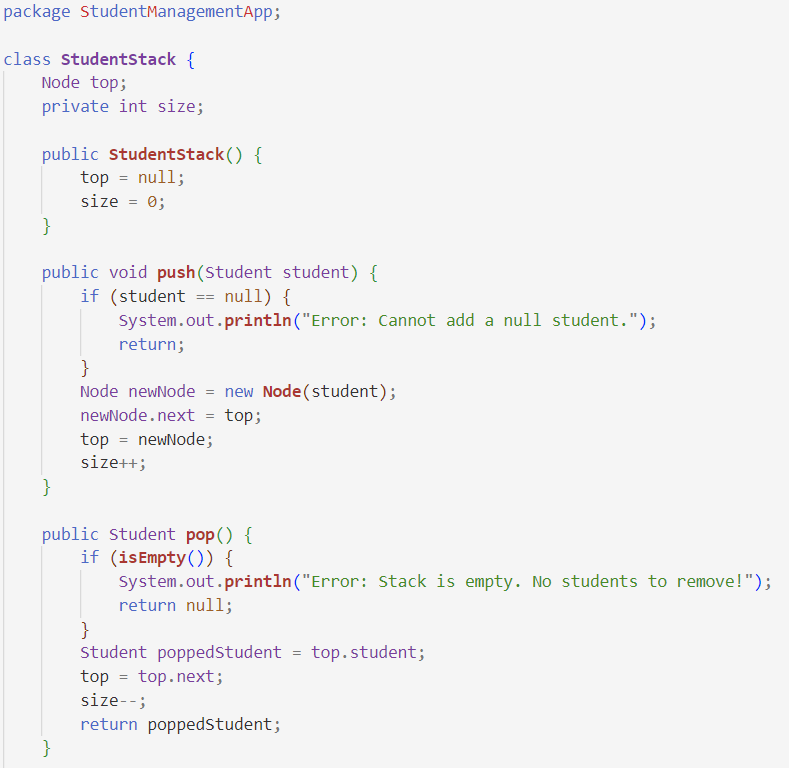 package StudentManagementApp;
class StudentStack {
Node top;
private int size;
public StudentStack() {
top = null;
size = 0;
}
public void push(Student student) {
if (student == null) {
System.out.println("Error: Cannot add a null student.");
return;
}
Node newNode = new Node(student);
newNode.next = top;
top = newNode;
size++;
}
public Student pop() {
if (isEmpty()) {
System.out.println("Error: Stack is empty. No students to remove!");
return null;
}
Student poppedStudent = top.student;
top = top.next;
size--;
return poppedStudent;
}